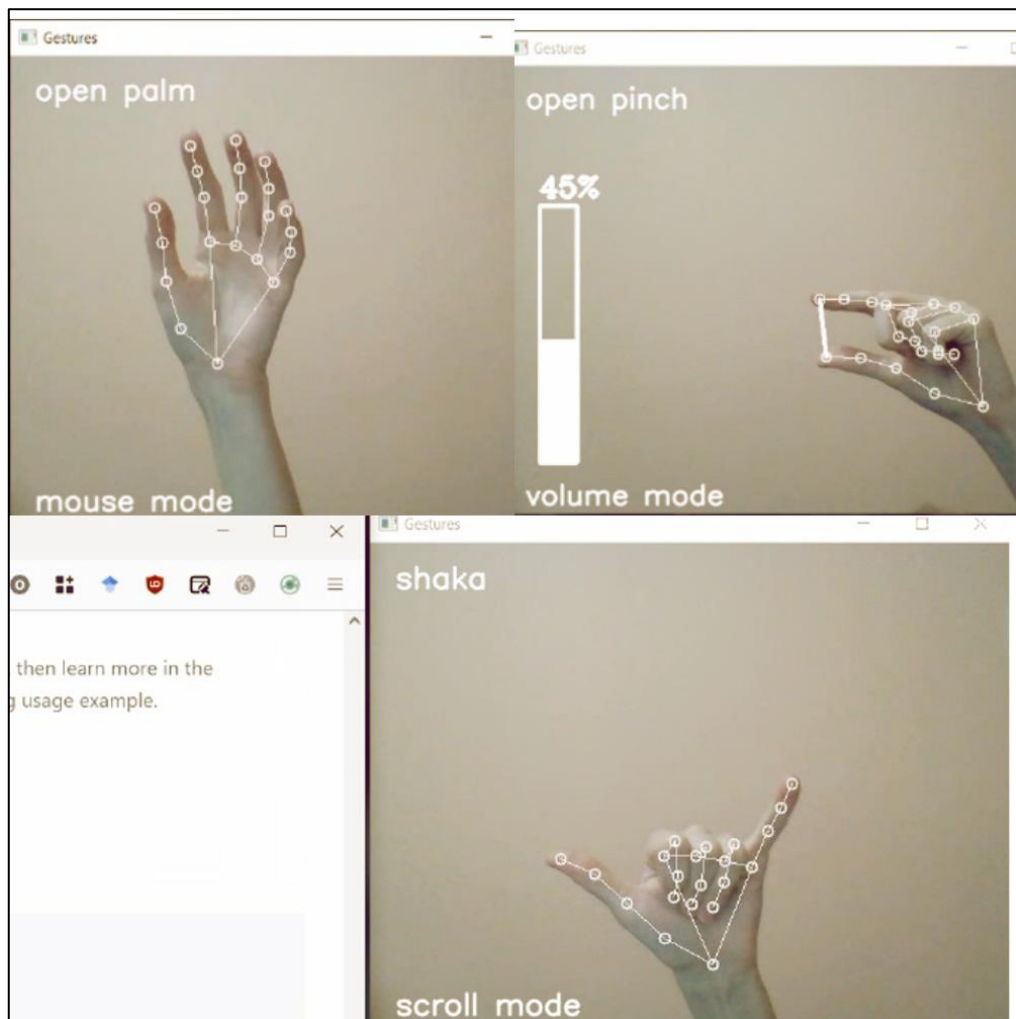 Gestures
open palm
mouse mode
Gestures
open pinch
45%
volume mode
then learn more in the
g usage example.
Gestures
shaka
scroll mode